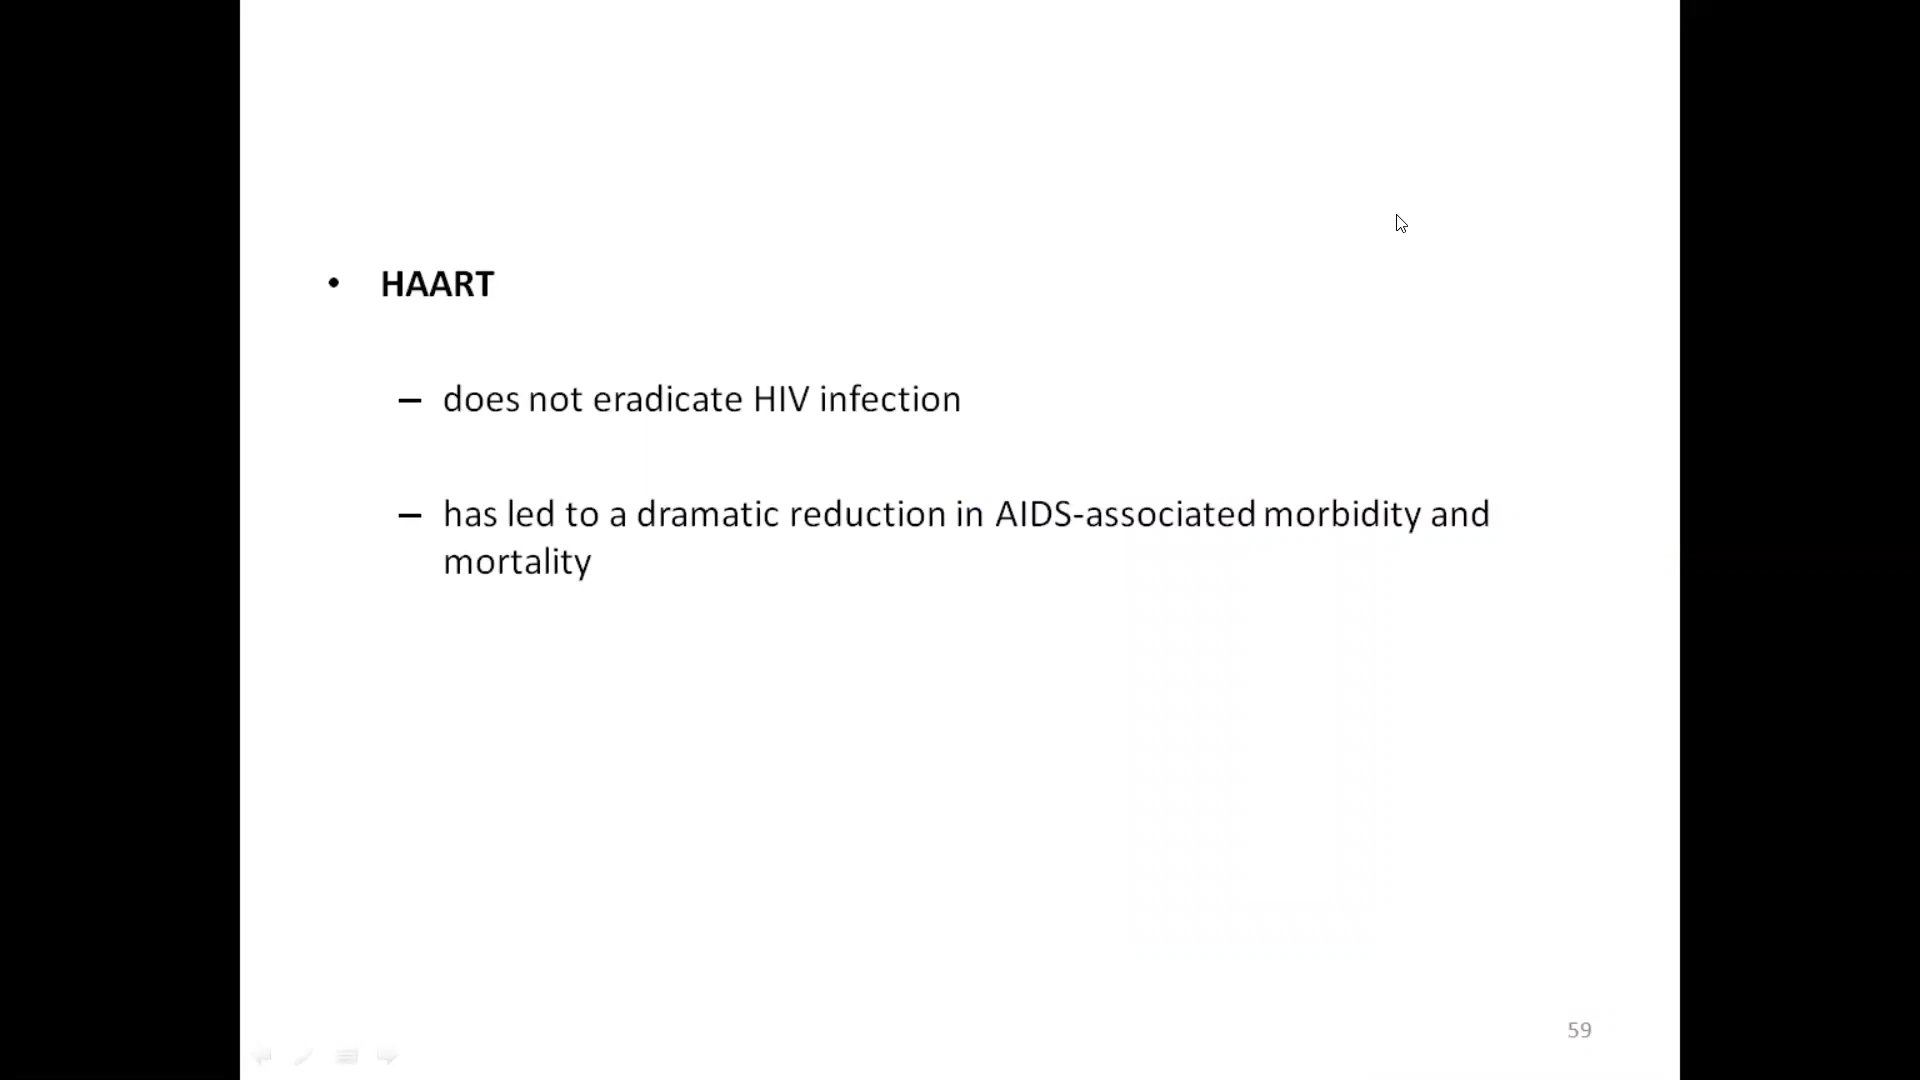 • HAART
– does not eradicate HIV infection
– has led to a dramatic reduction in AIDS-associated morbidity and
mortality
59